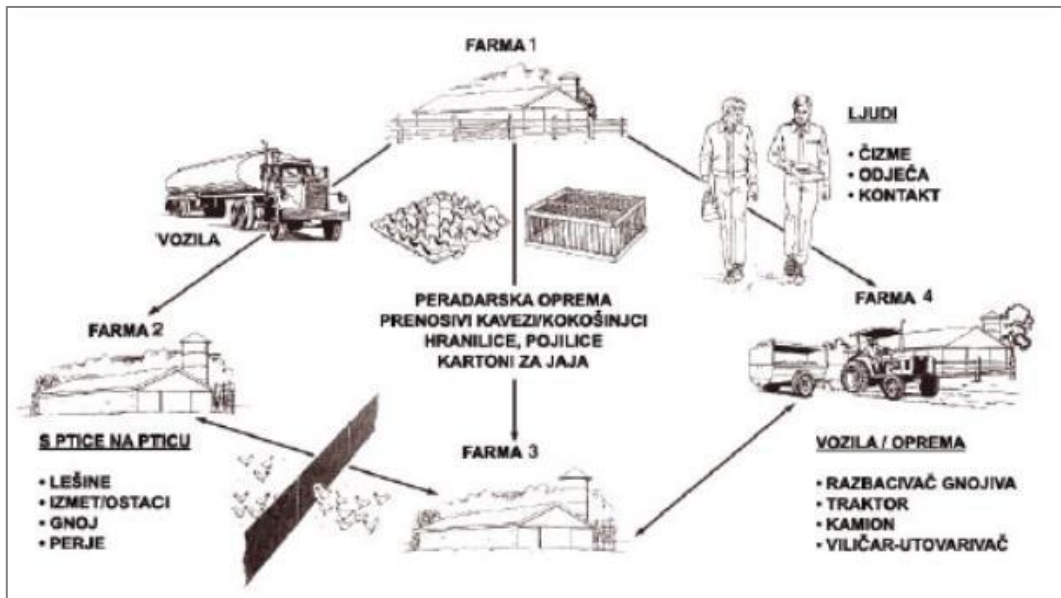 FARMA 1
LJUDI
• ČIZME
• ODJEČA
• KONTAKT
VOZILA
PERADARSKA OPREMA
PRENOSIVI KAVEZI/KOKOŠINJCI
HRANILICE, POJILICE
KARTONI ZA JAJA
FARMA 2
FARMA 4
S PTICE NA PTICU
• LEŠINE
• IZMET/OSTACI
• GNOJ
• PERJE
FARMA 3
VOZILA / OPREMA
• RAZBACIVAČ GNOJIVA
• TRAKTOR
• KAMION
• VILIČAR-UTOVARIVAČ